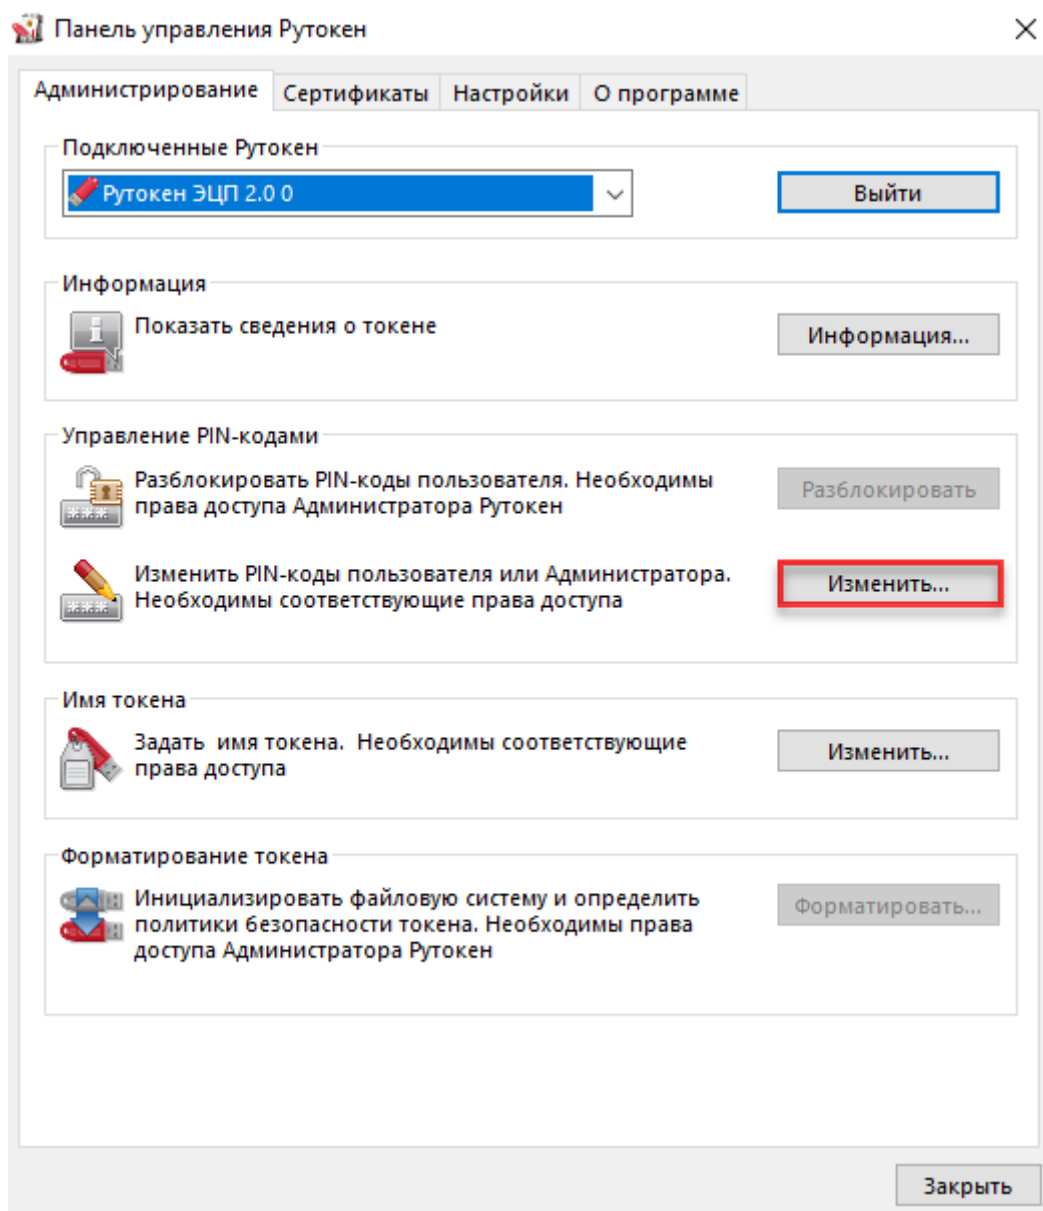 Панель управления Рутокен
Администрирование Сертификаты Настройки О программе
Подключенные Рутокен
Рутокен ЭЦП 2.0 0
Выйти
Информация
Показать сведения о токене
Информация...
Управление PIN-кодами
Разблокировать PIN-коды пользователя. Необходимы
права доступа Администратора Рутокен
Разблокировать
Изменить PIN-коды пользователя или Администратора.
Необходимы соответствующие права доступа
Изменить...
Имя токена
Задать имя токена. Необходимы соответствующие
права доступа
Изменить...
Форматирование токена
Инициализировать файловую систему и определить
политики безопасности токена. Необходимы права
доступа Администратора Рутокен
Форматировать...
Закрыть